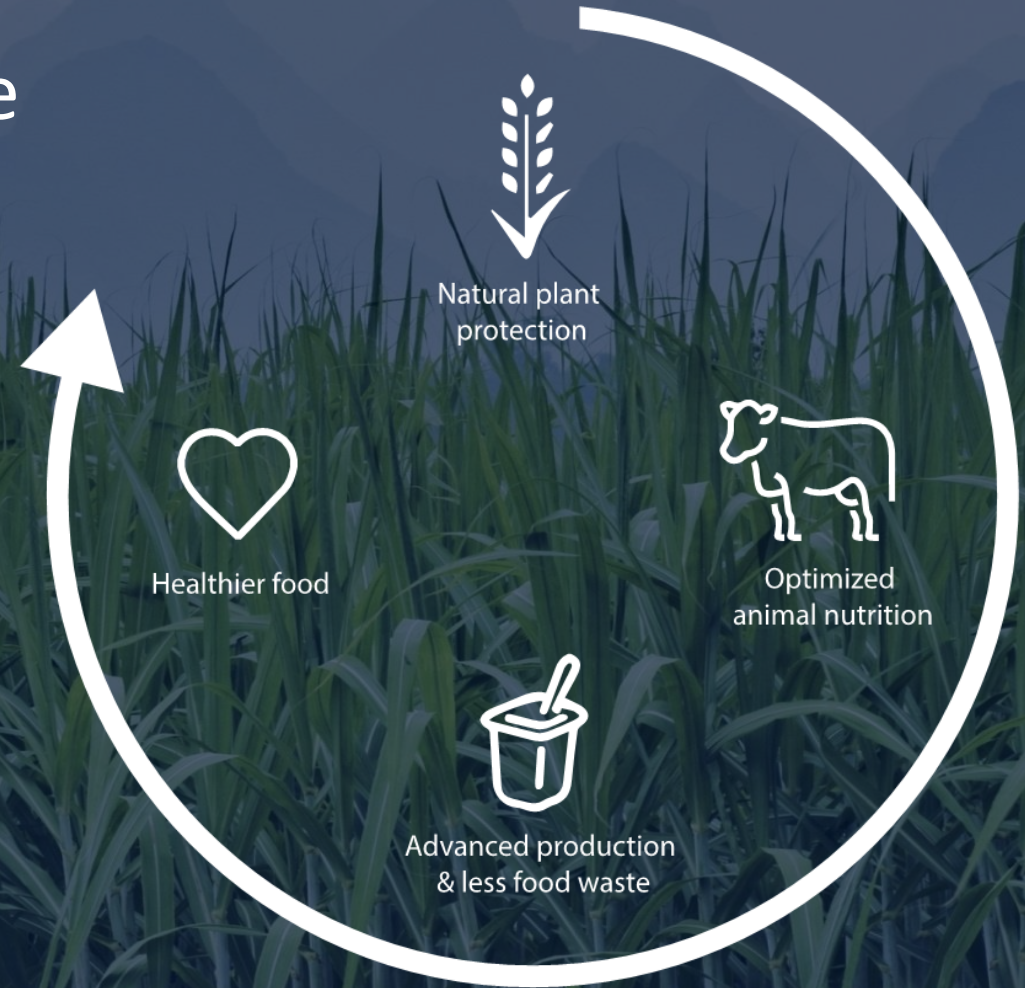 e
Natural plant
protection
Optimized
animal nutrition
Healthier food
Advanced production
& less food waste